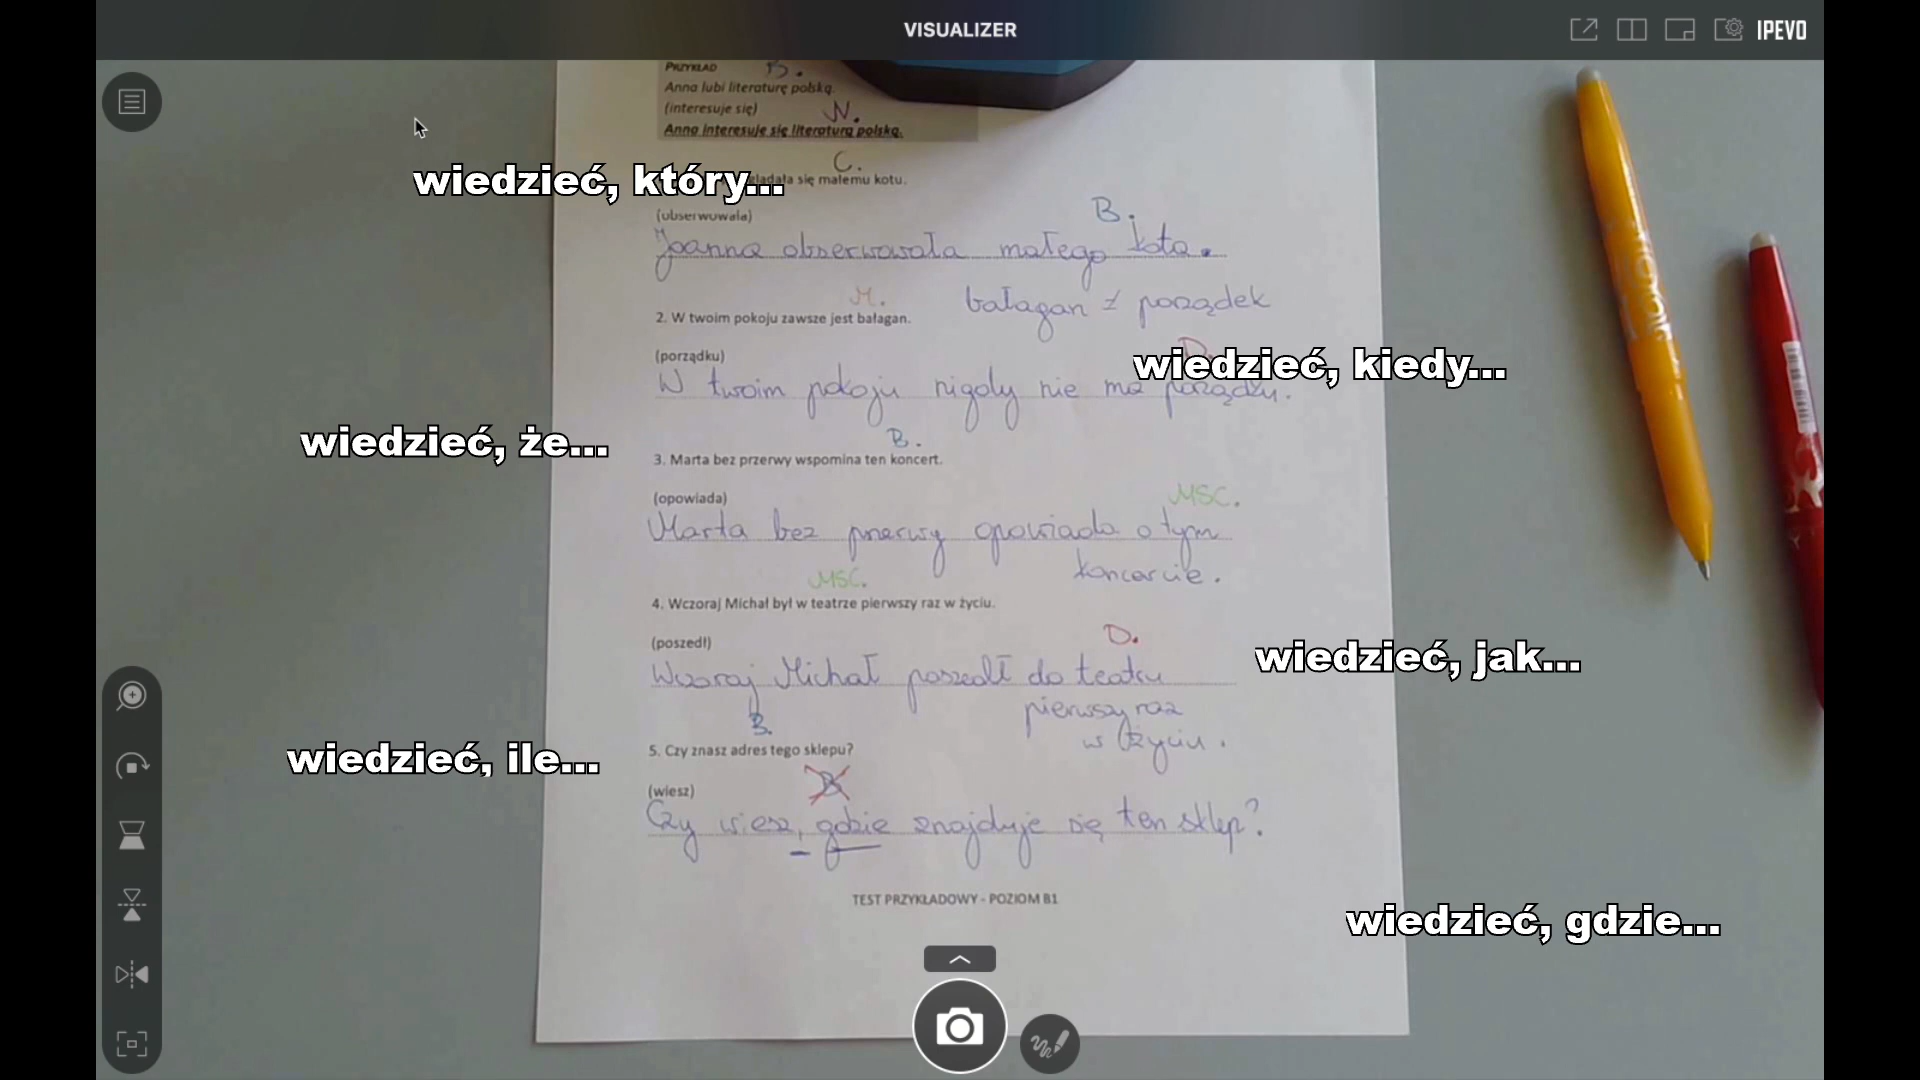 VISUALIZER
IPEVO
PRZYKŁAD B.
Anna lubi literaturę polską.
(interesuje się) N.
Anna interesuje się literaturą polską.
C.
wiedzieć, który...
się małemu kotu.
(obserwowała) B.
Joanna obserwowała małego kota.
M.
bałagan ≠ porządek
2. W twoim pokoju zawsze jest bałagan.
D.
(porządku)
wiedzieć, kiedy...
W twoim pokoju nigdy nie ma porządku.
B.
wiedzieć, że...
3. Marta bez przerwy wspomina ten koncert.
(opowiada) MSC.
Marta bez przerwy opowiada o tym
koncercie.
MSC.
4. Wczoraj Michał był w teatrze pierwszy raz w życiu.
(poszedł) D.
wiedzieć, jak...
Wczoraj Michał poszedł do teatru
pierwszy raz
w życiu.
B.
5. Czy znasz adres tego sklepu?
wiedzieć, ile...
(wiesz) B
Czy wiesz, gdzie znajduje się ten sklep?
TEST PRZYKŁADOWY - POZIOM B1
wiedzieć, gdzie...